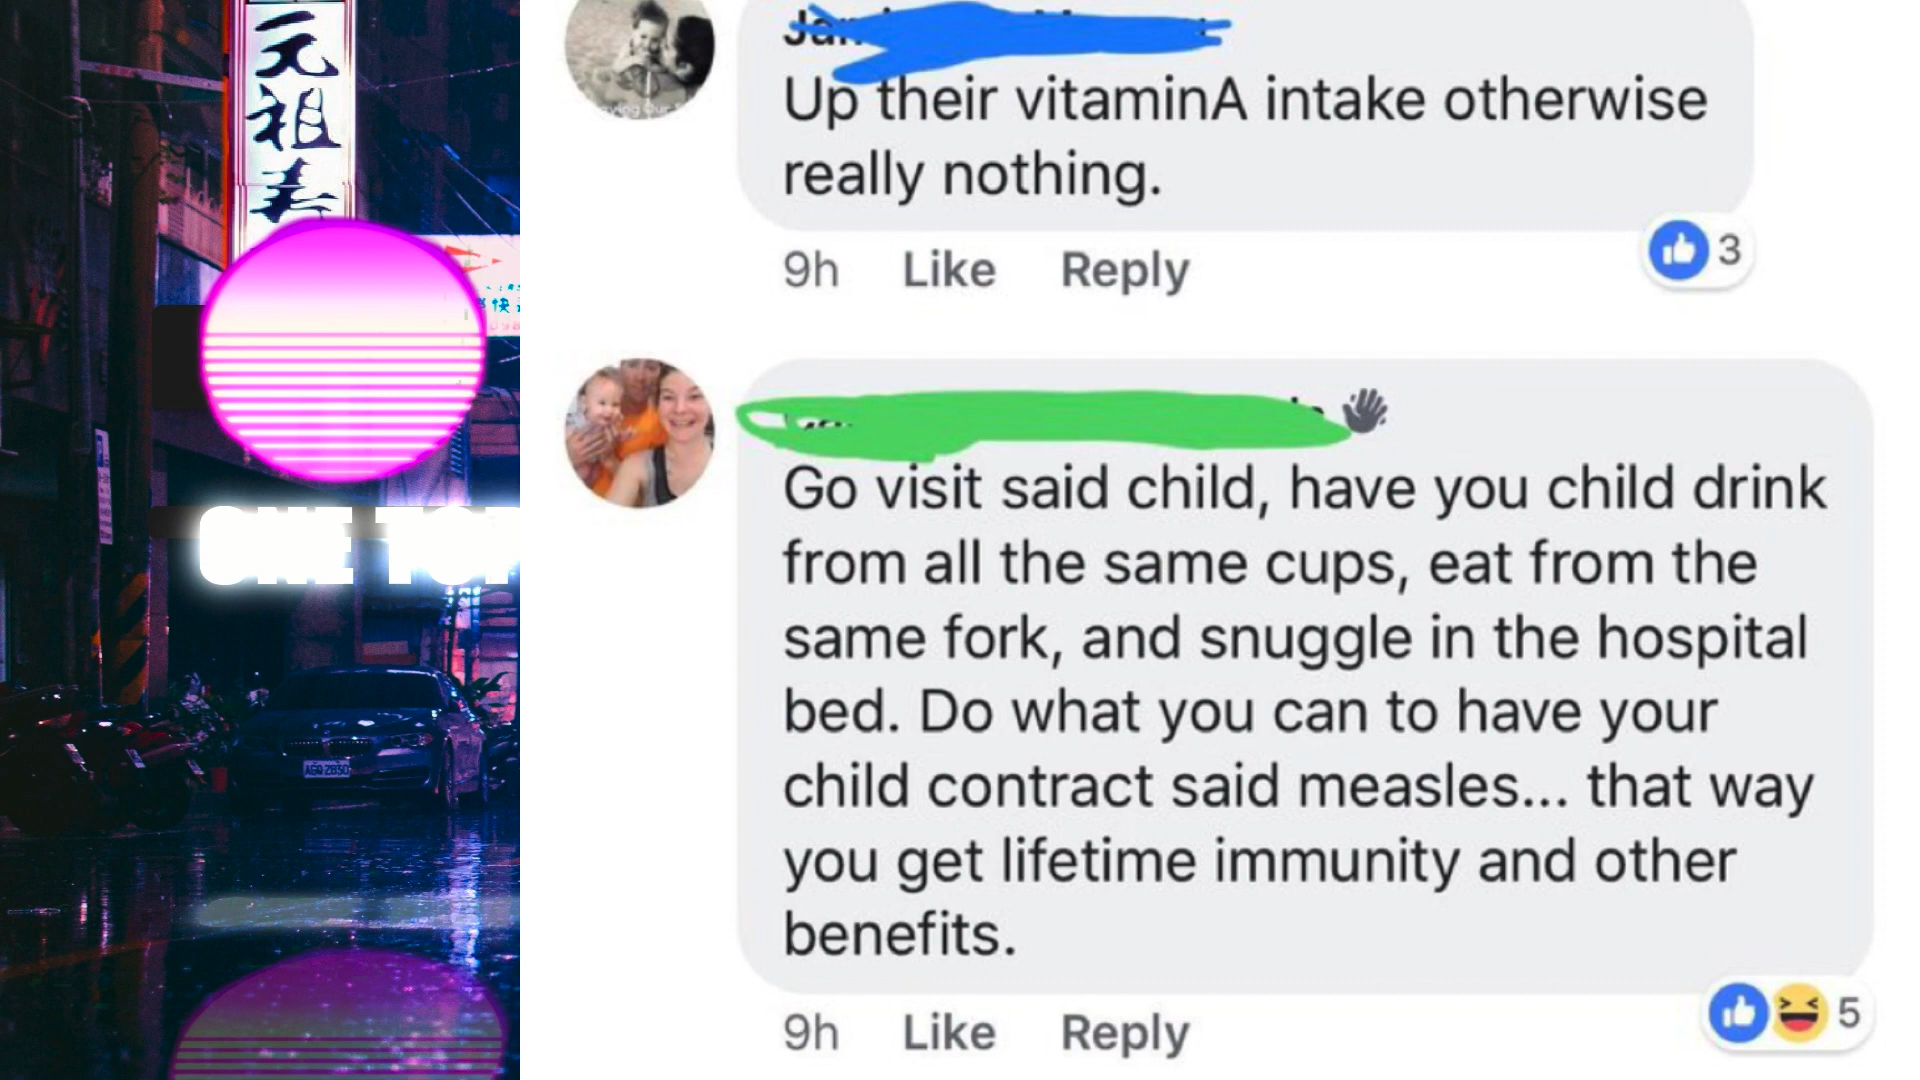 元
祖
ONE
Up their vitaminA intake otherwise
really nothing.
9h Like Reply
3
Go visit said child, have you child drink
from all the same cups, eat from the
same fork, and snuggle in the hospital
bed. Do what you can to have your
child contract said measles... that way
you get lifetime immunity and other
benefits.
9h Like Reply
5